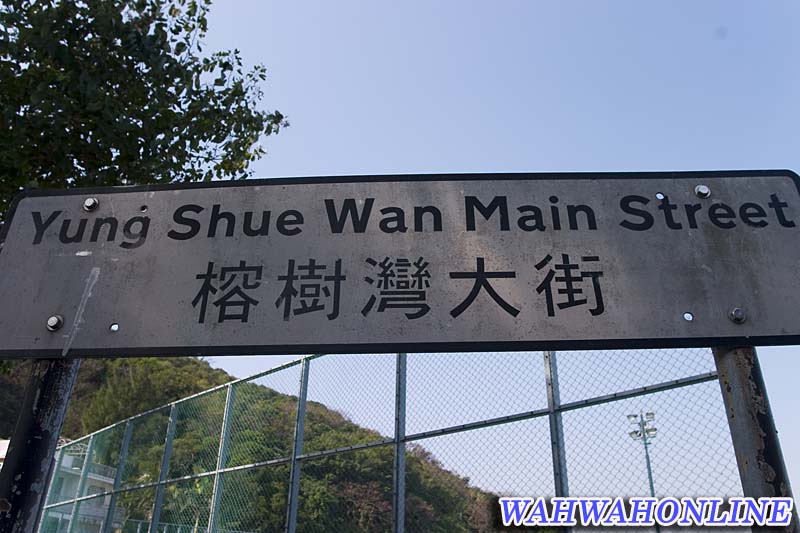 Yung Shue Wan Main Street
榕樹灣大街
WAHWAHONLINE